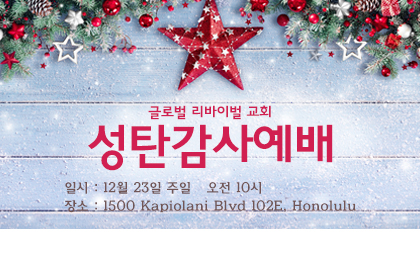 글로벌 리바이벌 교회
성탄감사예배
일시 : 12월 23일 주일 오전 10시
장소 : 1500 Kapiolani Blvd 102E, Honolulu